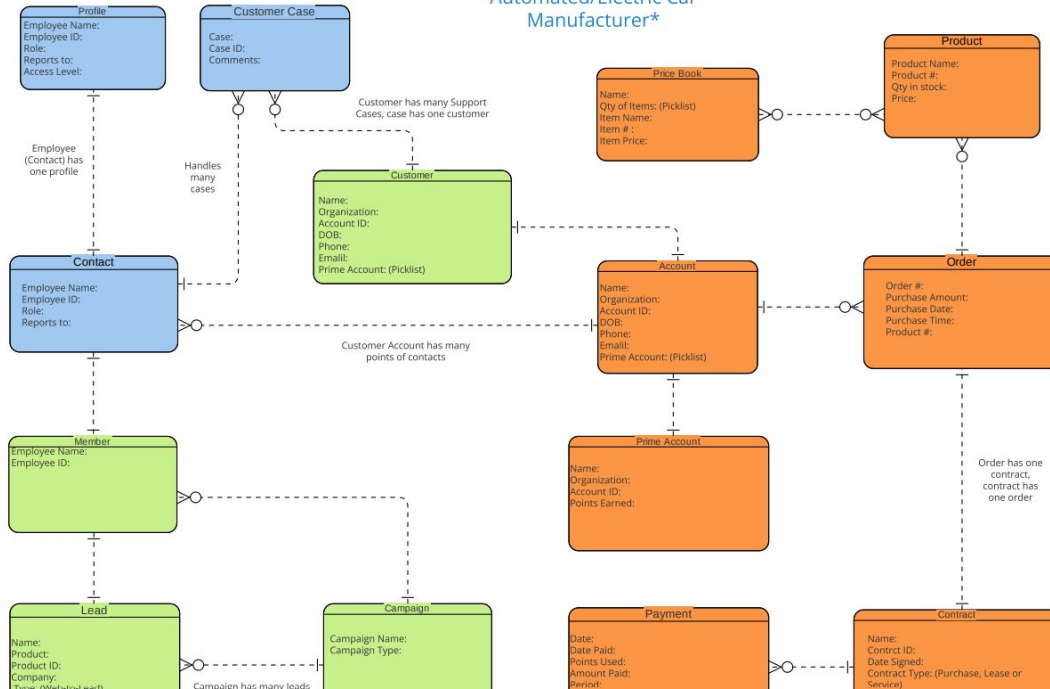 Automated/Electric Car
Manufacturer*
Profile
Employee Name:
Employee ID:
Role:
Reports to:
Access Level:
Customer Case
Case:
Case ID:
Comments:
Customer has many Support
Cases, case has one customer
Price Book
Name:
Qty of Items: (Picklist)
Item Name:
Item # :
Item Price:
Product
Product Name:
Product #:
Qty in stock:
Price:
Employee
(Contact) has
one profile
Handles
many
cases
Customer
Name:
Organization:
Account ID:
DOB:
Phone:
Emalil:
Prime Account: (Picklist)
Contact
Employee Name:
Employee ID:
Role:
Reports to:
Account
Name:
Organization:
Account ID:
DOB:
Phone:
Emalil:
Prime Account: (Picklist)
Order
Order #:
Purchase Amount:
Purchase Date:
Purchase Time:
Product #:
Customer Account has many
points of contacts
Member
Employee Name:
Employee ID:
Prime Account
Name:
Organization:
Account ID:
Points Earned:
Order has one
contract,
contract has
one order
Lead
Name:
Product:
Product ID:
Company:
Type: (Web-to-Lead)
Campaign has many leads
Campaign
Campaign Name:
Campaign Type:
Payment
Date:
Date Paid:
Points Used:
Amount Paid:
Period:
Contract
Name:
Contrct ID:
Date Signed:
Contract Type: (Purchase, Lease or
Service)